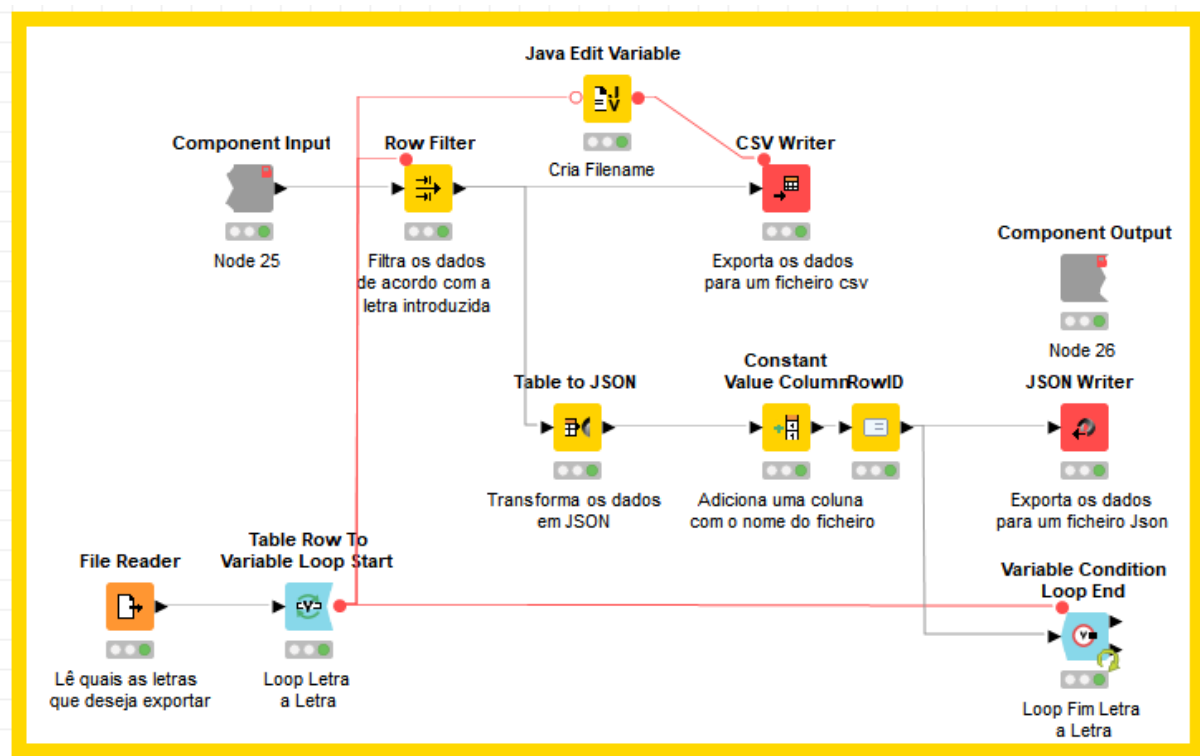 Java Edit Variable
Cria Filename
Component Input
Node 25
Row Filter
Filtra os dados
de acordo com a
letra introduzida
CSV Writer
Exporta os dados
para um ficheiro csv
Component Output
Node 26
Table to JSON
Transforma os dados
em JSON
Constant
Value Column
Adiciona uma coluna
com o nome do ficheiro
RowID
JSON Writer
Exporta os dados
para um ficheiro Json
File Reader
Lê quais as letras
que deseja exportar
Table Row To
Variable Loop Start
Loop Letra
a Letra
Variable Condition
Loop End
Loop Fim Letra
a Letra